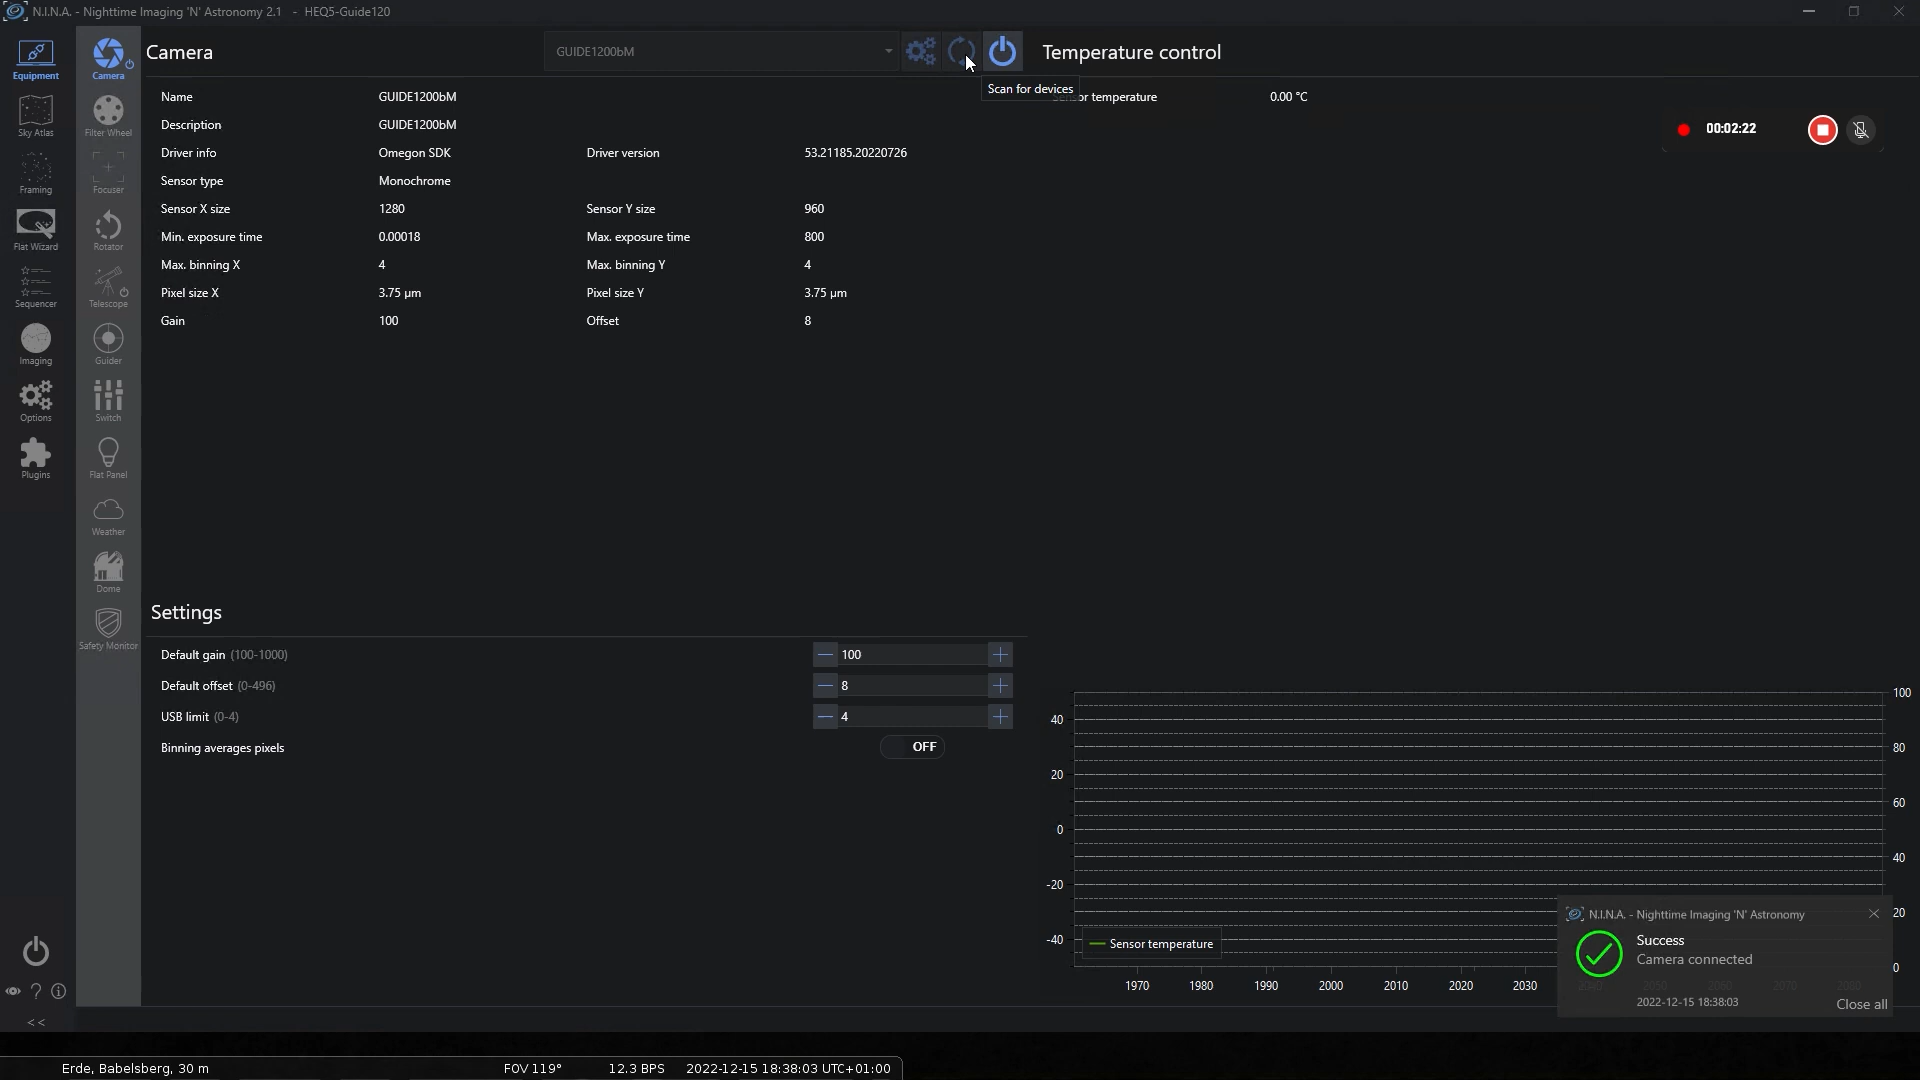 N.I.N.A. - Nighttime Imaging 'N' Astronomy 2.1 - HEQ5-Guide120
Equipment
Sky Atlas
Framing
Flat Wizard
Sequencer
Imaging
Options
Plugins
<<
Camera
Filter Wheel
Focuser
Rotator
Telescope
Guider
Switch
Flat Panel
Weather
Dome
Safety Monitor
Camera
GUIDE1200bM
Scan for devices
Name GUIDE1200bM
Description GUIDE1200bM
Driver info Omegon SDK Driver version 53.21185.20220726
Sensor type Monochrome
Sensor X size 1280 Sensor Y size 960
Min. exposure time 0.00018 Max. exposure time 800
Max. binning X 4 Max. binning Y 4
Pixel size X 3.75 µm Pixel size Y 3.75 µm
Gain 100 Offset 8
Settings
Default gain (100-1000) 100
Default offset (0-496) 8
USB limit (0-4) 4
Binning averages pixels OFF
Temperature control
temperature 0.00 °C
00:02:22
40
20
0
-20
-40
100
80
60
40
20
0
Sensor temperature
1970 1980 1990 2000 2010 2020 2030 2040 2050 2060 2070 2080
N.I.N.A. - Nighttime Imaging 'N' Astronomy
Success
Camera connected
2022-12-15 18:38:03
Close all
Erde, Babelsberg, 30 m FOV 119° 12.3 BPS 2022-12-15 18:38:03 UTC+01:00